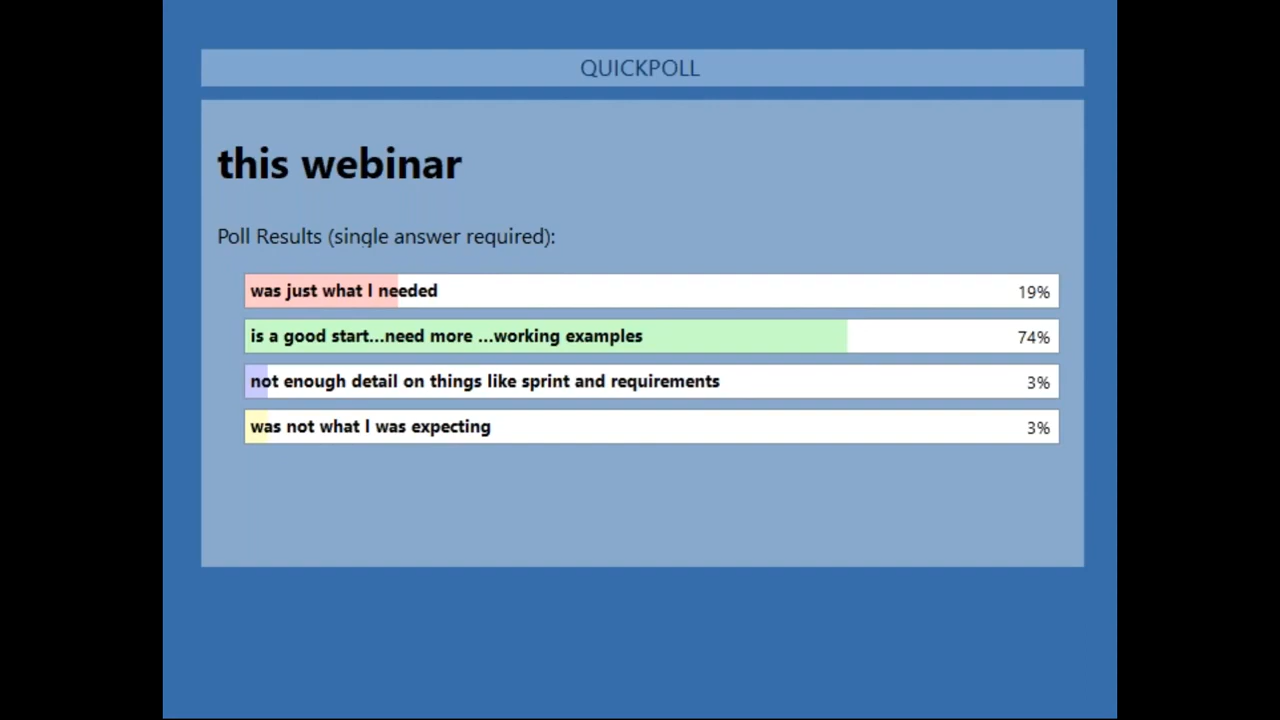 QUICKPOLL
this webinar
Poll Results (single answer required):
was just what I needed 19%
is a good start...need more ...working examples 74%
not enough detail on things like sprint and requirements 3%
was not what I was expecting 3%